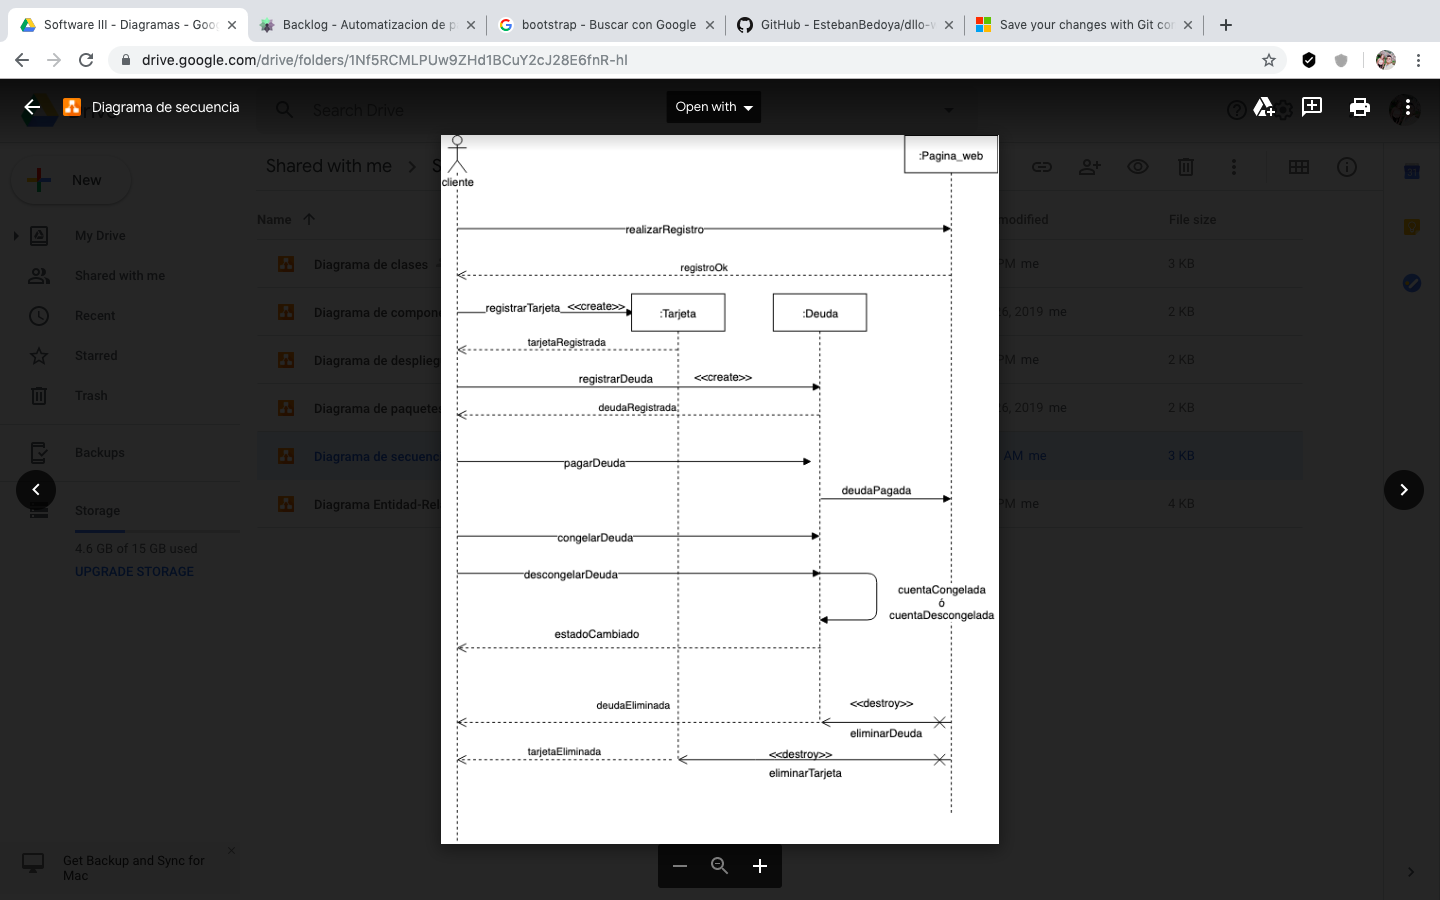 Software III - Diagramas - Goo
Backlog - Automatizacion de p
bootstrap - Buscar con Google
GitHub - EstebanBedoya/dllo-w
Save your changes with Git co
drive.google.com/drive/folders/1Nf5RCMLPUw9ZHd1BCuY2cJ28E6fnR-hI
Diagrama de secuencia
Open with
Search Drive
New
Shared with me
Name
modified
File size
My Drive
Shared with me
Recent
Starred
Trash
Backups
Storage
4.6 GB of 15 GB used
UPGRADE STORAGE
Get Backup and Sync for
Mac
Diagrama de clases
PM me
3 KB
Diagrama de compon
6, 2019 me
2 KB
Diagrama de desplieg
PM me
2 KB
Diagrama de paquetes
6, 2019 me
2 KB
Diagrama de secuenc
AM me
3 KB
Diagrama Entidad-Rel
PM me
4 KB
cliente
:Pagina_web
realizarRegistro
registroOk
registrarTarjeta <<create>>
:Tarjeta
:Deuda
tarjetaRegistrada
registrarDeuda <<create>>
deudaRegistrada
pagarDeuda
deudaPagada
congelarDeuda
descongelarDeuda
cuentaCongelada
ó
cuentaDescongelada
estadoCambiado
deudaEliminada
<<destroy>>
eliminarDeuda
tarjetaEliminada
<<destroy>>
eliminarTarjeta